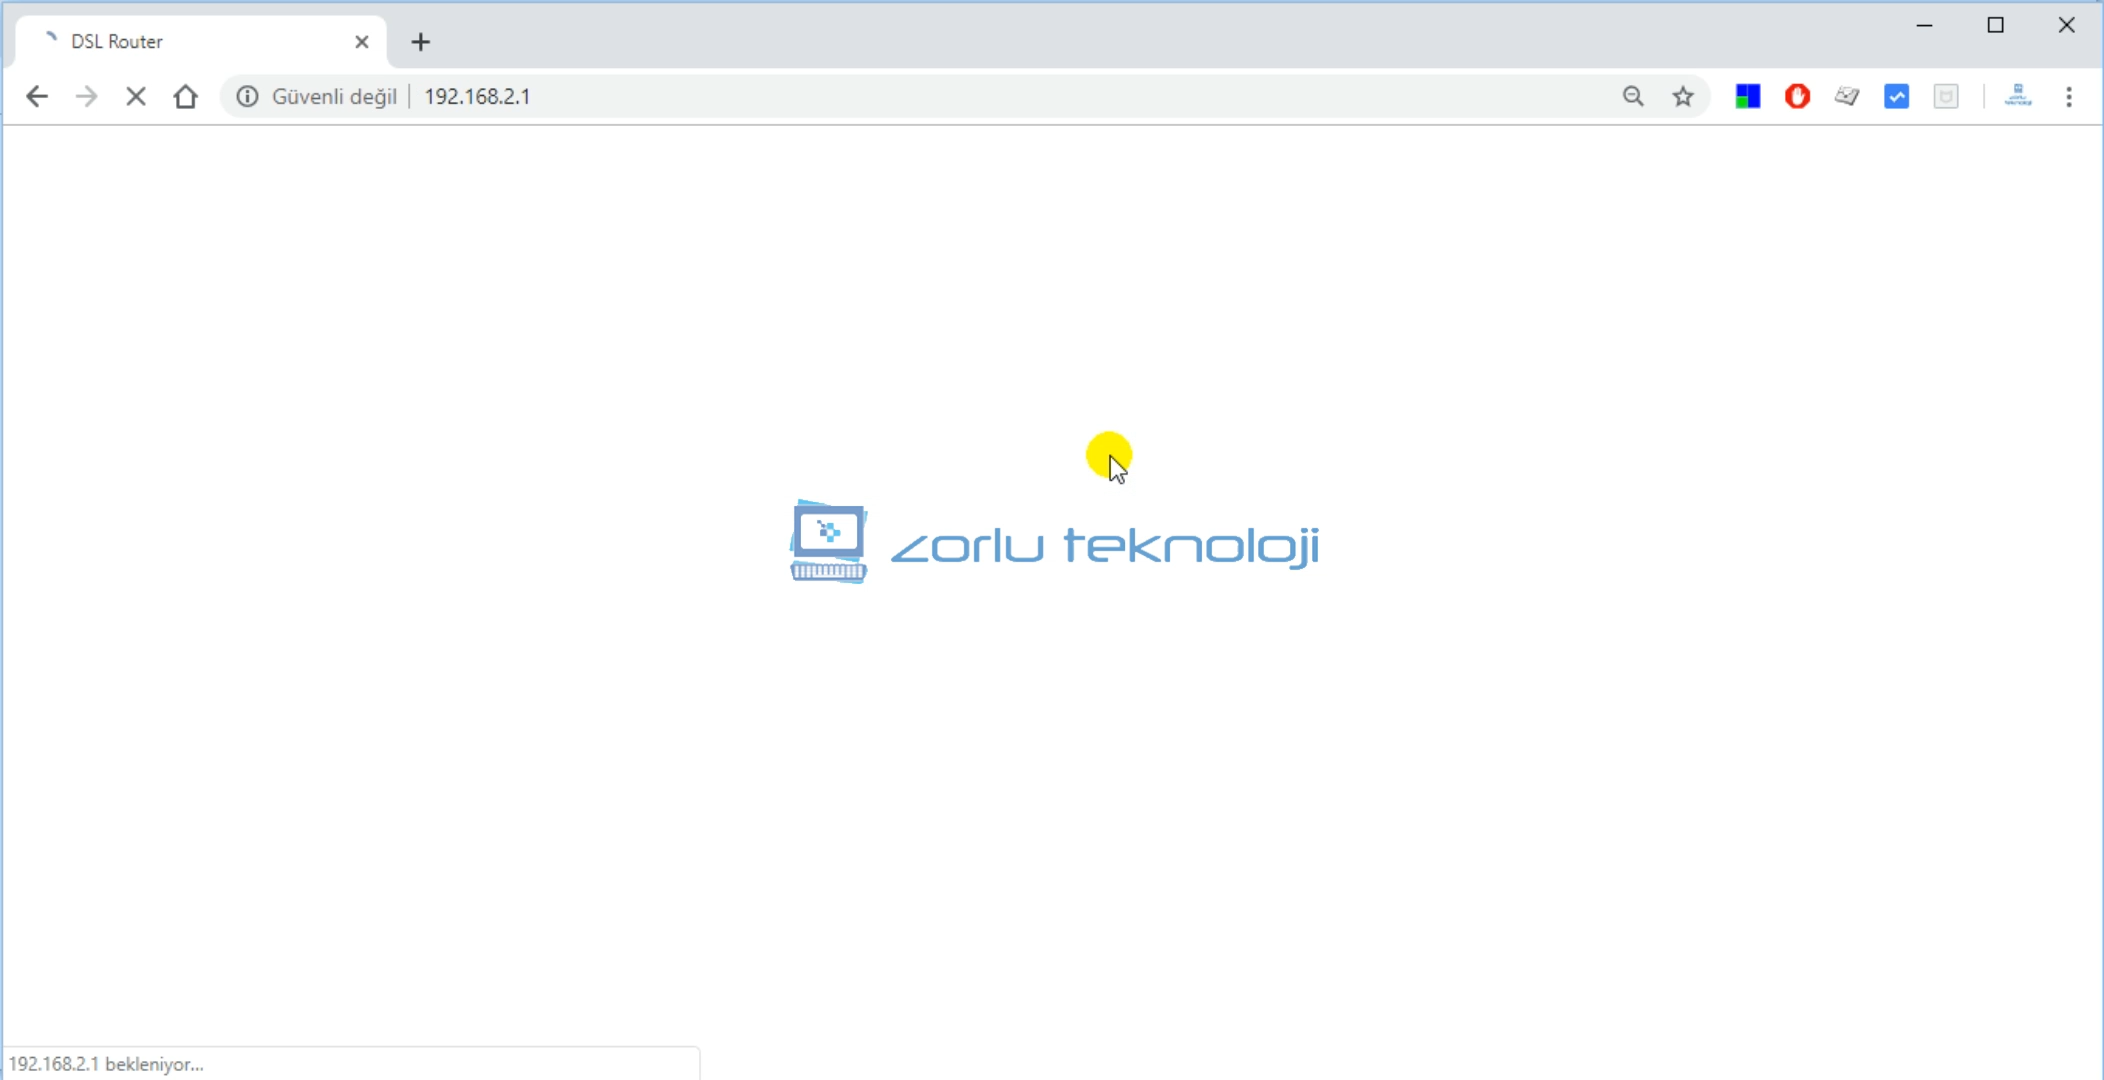 DSL Router
Güvenli değil
192.168.2.1
zorlu teknoloji
192.168.2.1 bekleniyor...